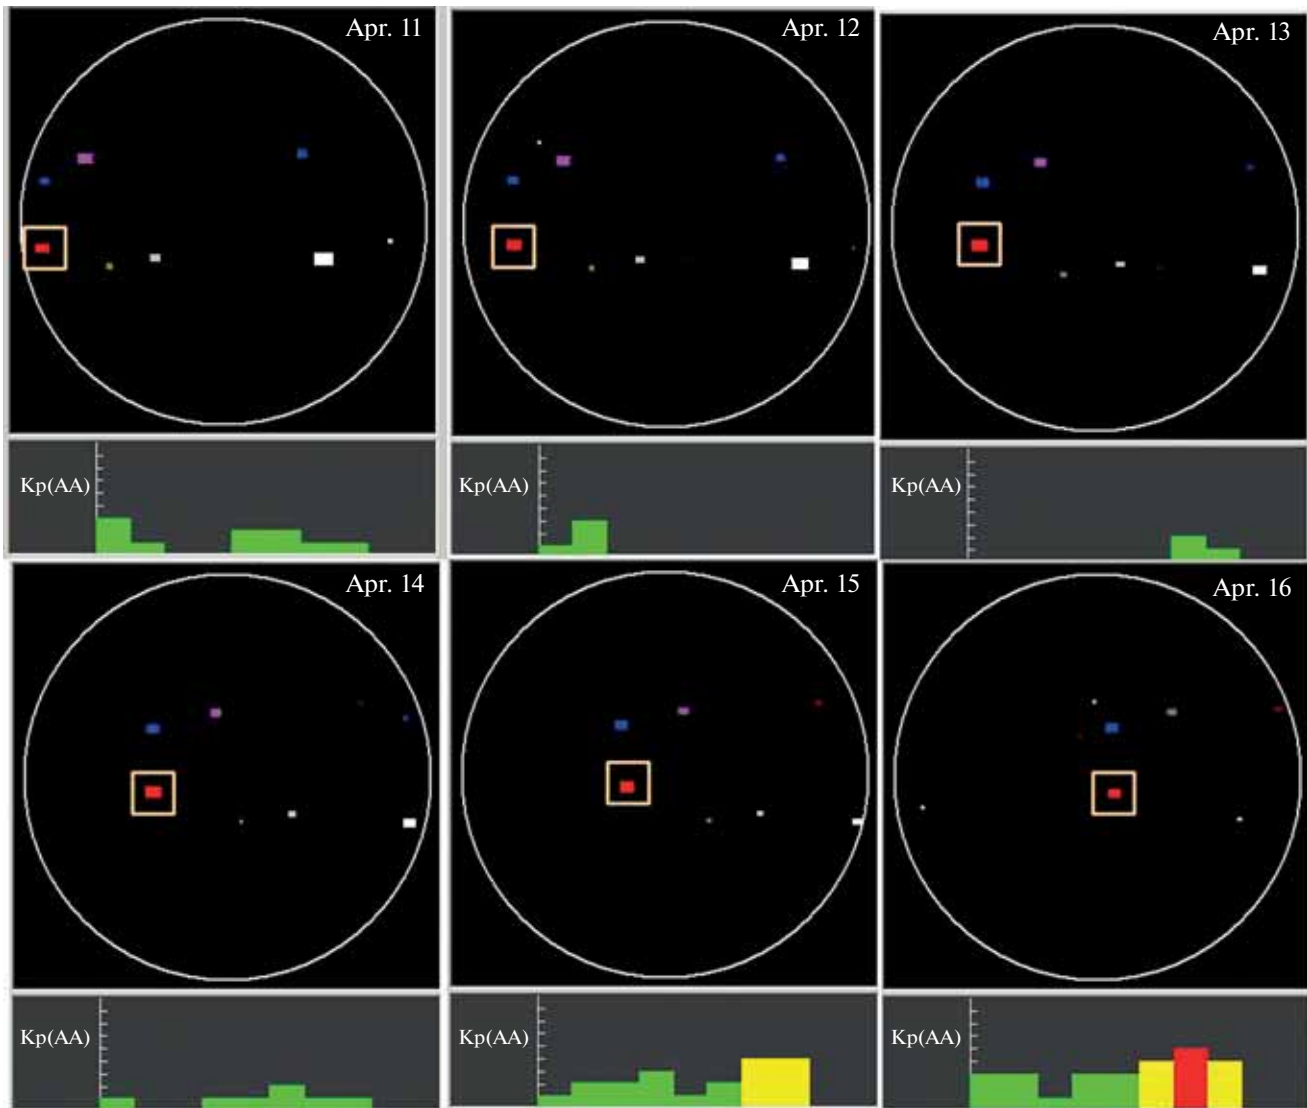 Apr. 11
Apr. 12
Apr. 13
Kp(AA)
Kp(AA)
Kp(AA)
Apr. 14
Apr. 15
Apr. 16
Kp(AA)
Kp(AA)
Kp(AA)